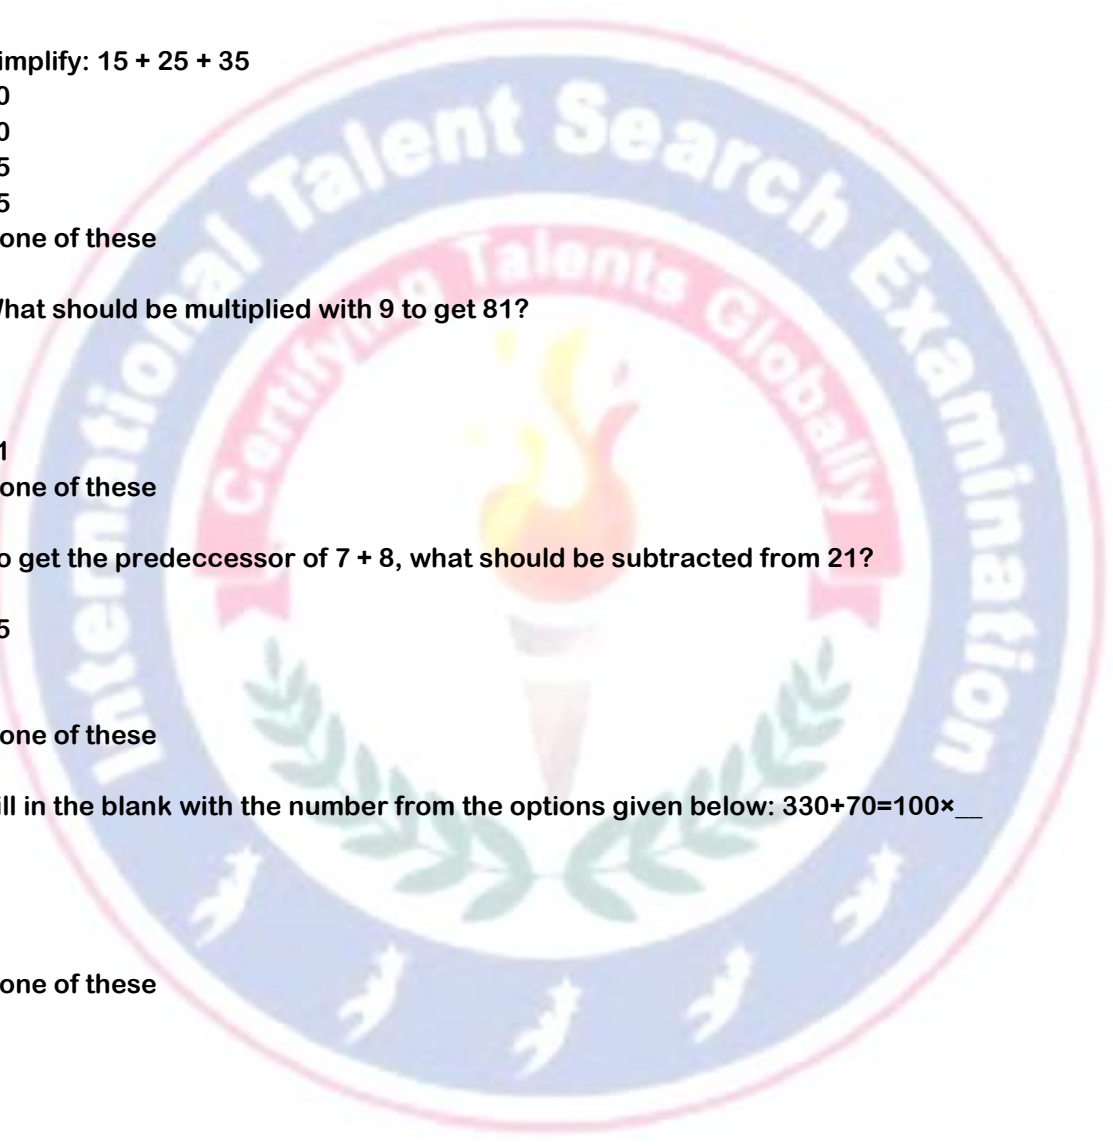 implify: 15 + 25 + 35
0
0
5
5
one of these
hat should be multiplied with 9 to get 81?
1
one of these
o get the predeccessor of 7 + 8, what should be subtracted from 21?
5
one of these
ill in the blank with the number from the options given below: 330+70=100×__
one of these
International Talent Search Examination
Certifying Talents Globally